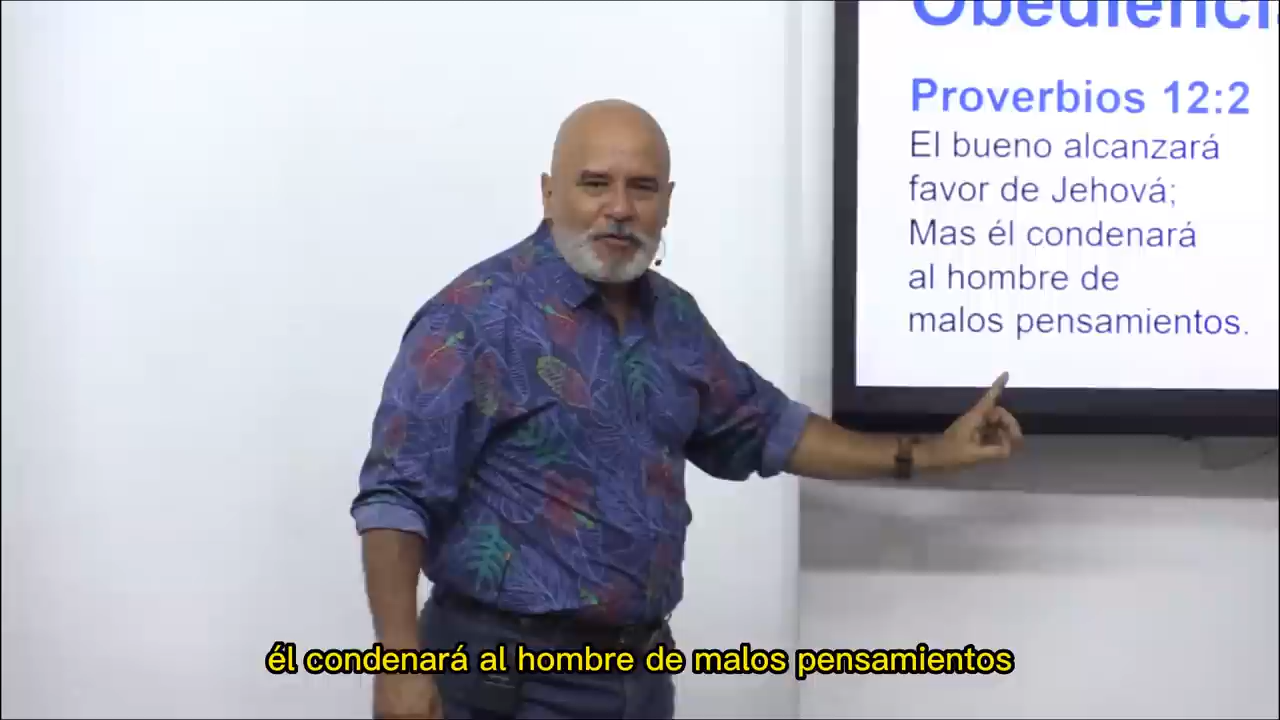 Obedienci
Proverbios 12:2
El bueno alcanzará
favor de Jehová;
Mas él condenará
al hombre de
malos pensamientos.
él condenará al hombre de malos pensamientos